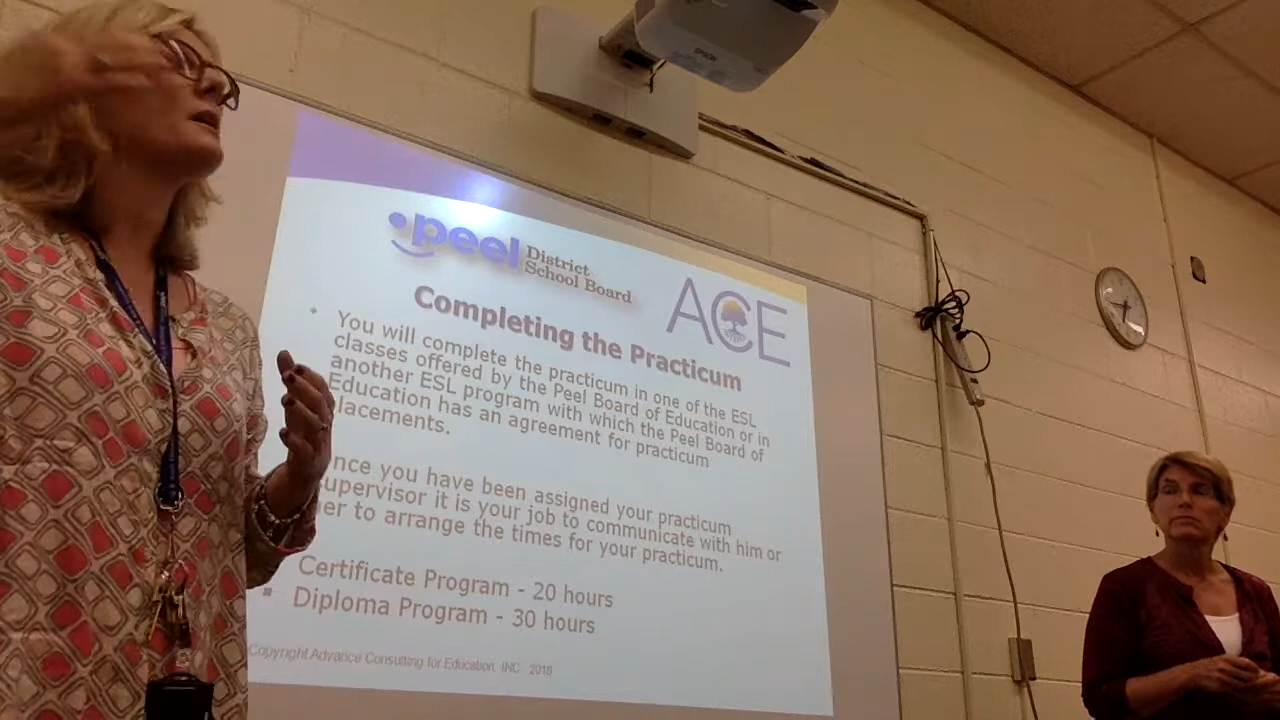 EPSON
peel District
School Board
ACE
Completing the Practicum
• You will complete the practicum in one of the ESL
classes offered by the Peel Board of Education or in
another ESL program with which the Peel Board of
Education has an agreement for practicum
lacements.
nce you have been assigned your practicum
upervisor it is your job to communicate with him or
er to arrange the times for your practicum.
Certificate Program - 20 hours
▪ Diploma Program - 30 hours
Copyright Advance Consulting for Education, INC 2018